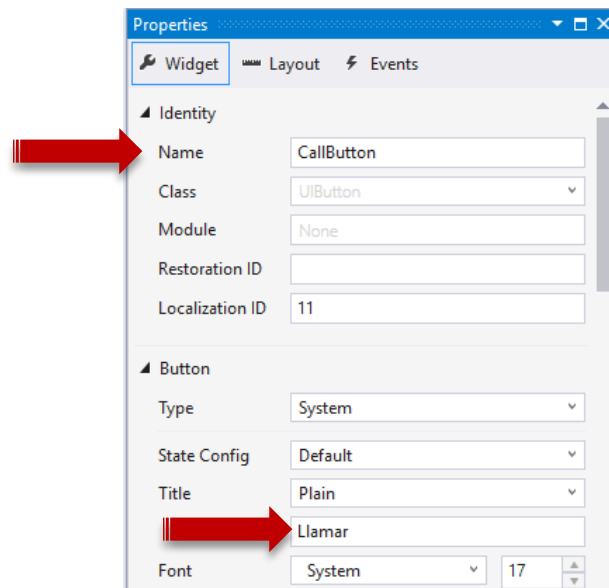 Properties
Widget Layout Events
Identity
Name CallButton
Class UIButton
Module None
Restoration ID
Localization ID 11
Button
Type System
State Config Default
Title Plain
Llamar
Font System 17